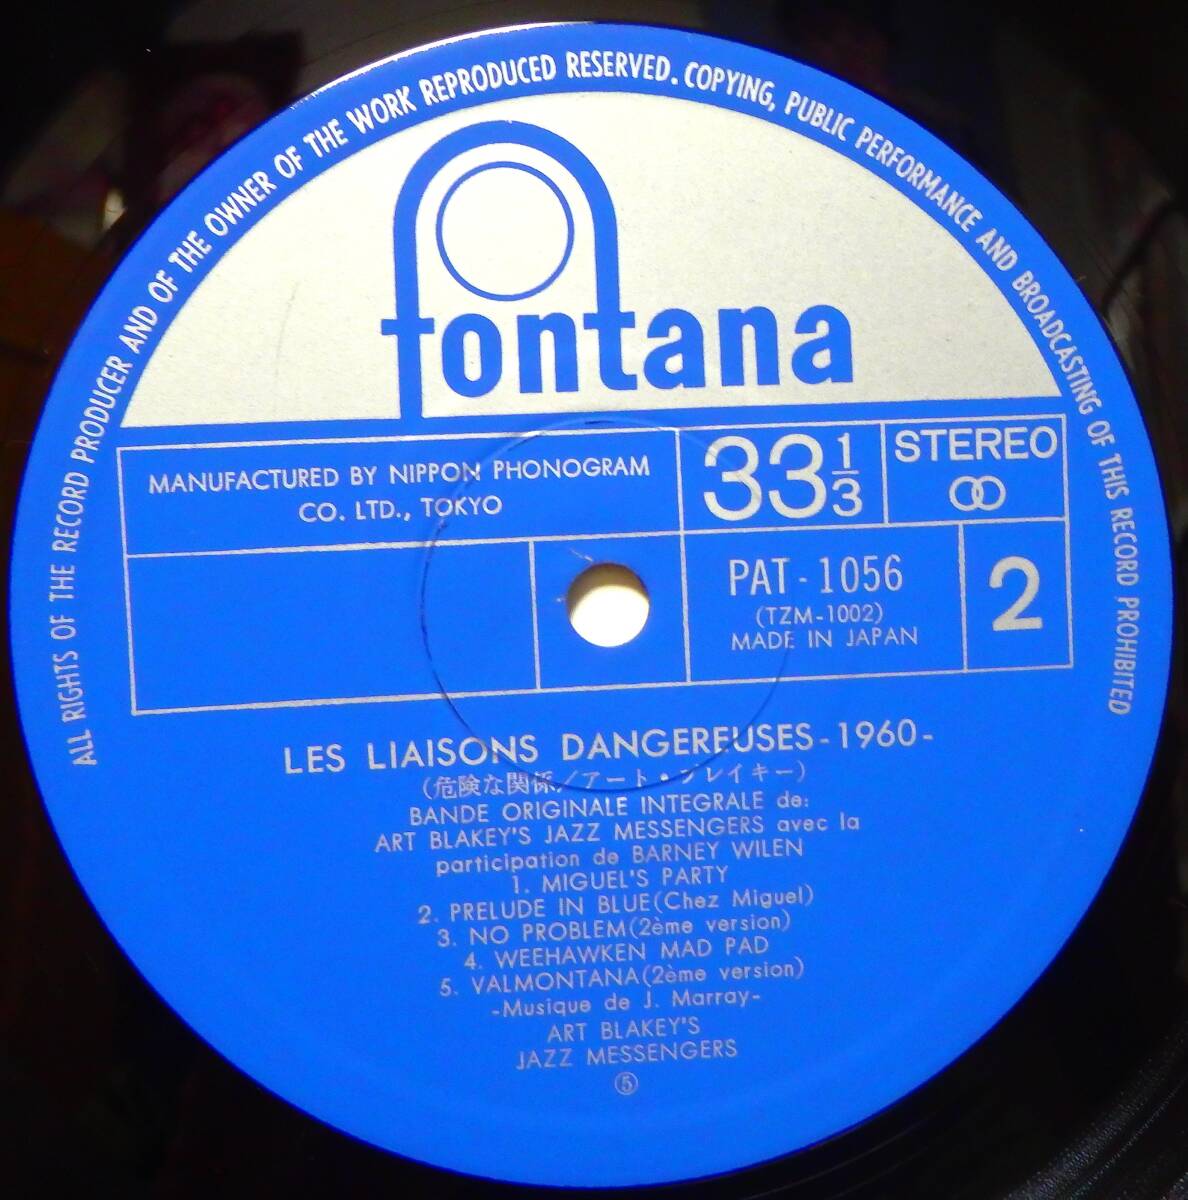 ALL RIGHTS OF THE RECORD PRODUCER AND OF THE OWNER OF THE WORK REPRODUCED RESERVED. COPYING, PUBLIC PERFORMANCE AND BROADCASTING OF THIS RECORD PROHIBITED
fontana
MANUFACTURED BY NIPPON PHONOGRAM
CO. LTD., TOKYO
33 1/3
STEREO
PAT - 1056
(TZM-1002)
MADE IN JAPAN
2
LES LIAISONS DANGEREUSES - 1960 -
(危険な関係/アート・ブレイキー)
BANDE ORIGINALE INTEGRALE de:
ART BLAKEY'S JAZZ MESSENGERS avec la
participation de BARNEY WILEN
1. MIGUEL'S PARTY
2. PRELUDE IN BLUE (Chez Miguel)
3. NO PROBLEM (2ème version)
4. WEEHAWKEN MAD PAD
5. VALMONTANA (2ème version)
-Musique de J. Marray-
ART BLAKEY'S
JAZZ MESSENGERS
⑤